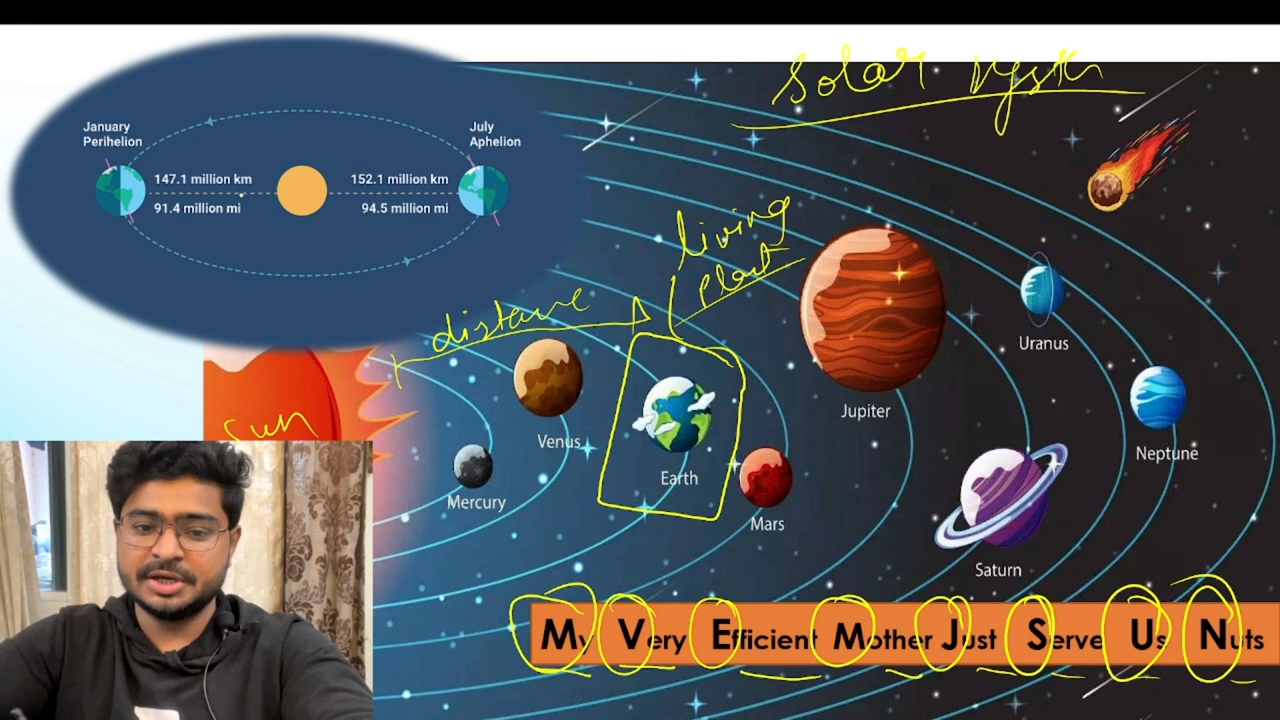 Solar
January
Perihelion
July
Aphelion
147.1 million km
152.1 million km
91.4 million mi
94.5 million mi
living
distance
Sun
Mercury
Venus
Earth
Mars
Jupiter
Saturn
Uranus
Neptune
My Very Efficient Mother Just Serve Us Nuts